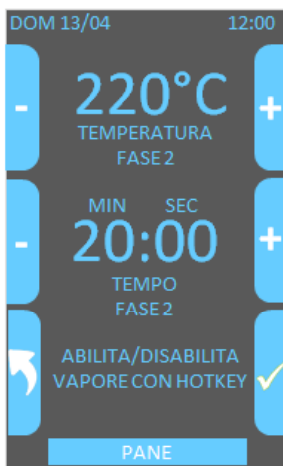 DOM 13/04 12:00
- 220°C +
TEMPERATURA
FASE 2
MIN SEC
- 20:00 +
TEMPO
FASE 2
ABILITA/DISABILITA
VAPORE CON HOTKEY
PANE